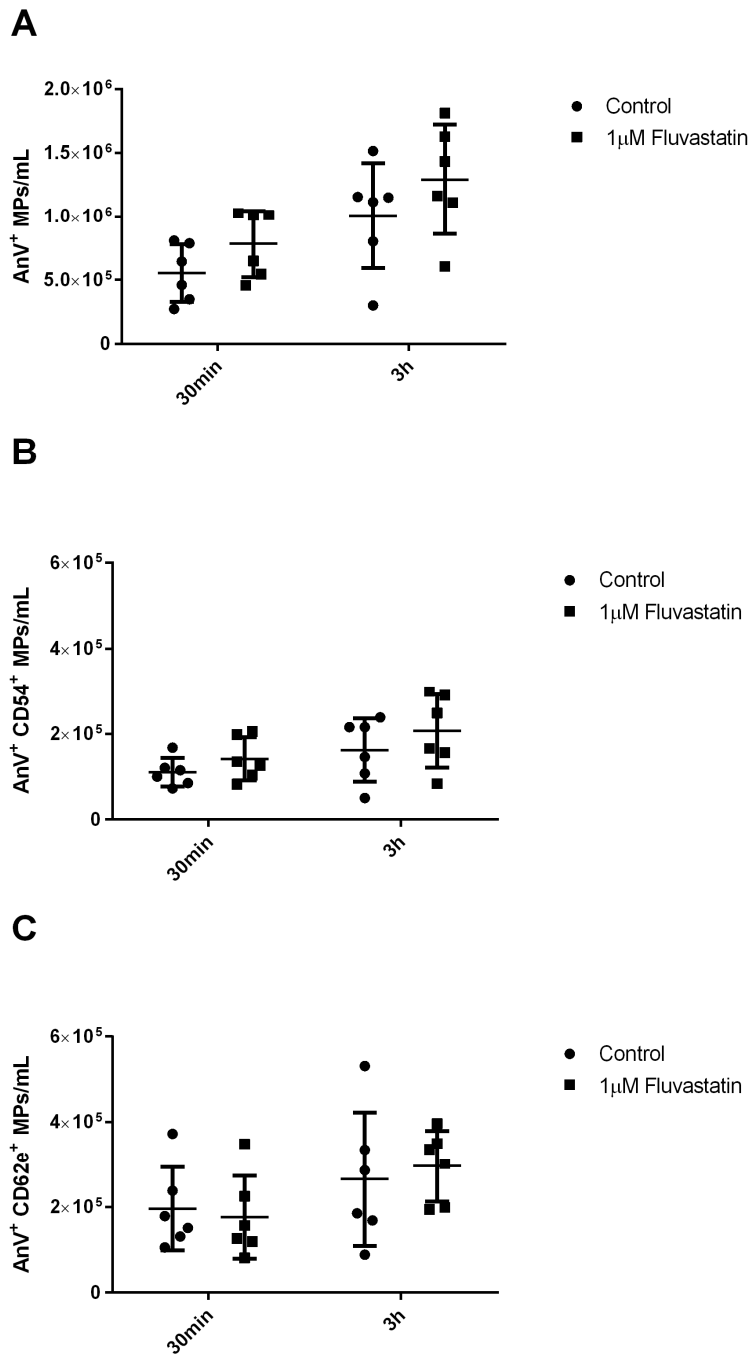 A
AnV⁺ MPs/mL
2.0×10⁶
1.5×10⁶
1.0×10⁶
5.0×10⁵
0
30min
3h
Control
1μM Fluvastatin
B
AnV⁺ CD54⁺ MPs/mL
6×10⁵
4×10⁵
2×10⁵
0
30min
3h
Control
1μM Fluvastatin
C
AnV⁺ CD62e⁺ MPs/mL
6×10⁵
4×10⁵
2×10⁵
0
30min
3h
Control
1μM Fluvastatin